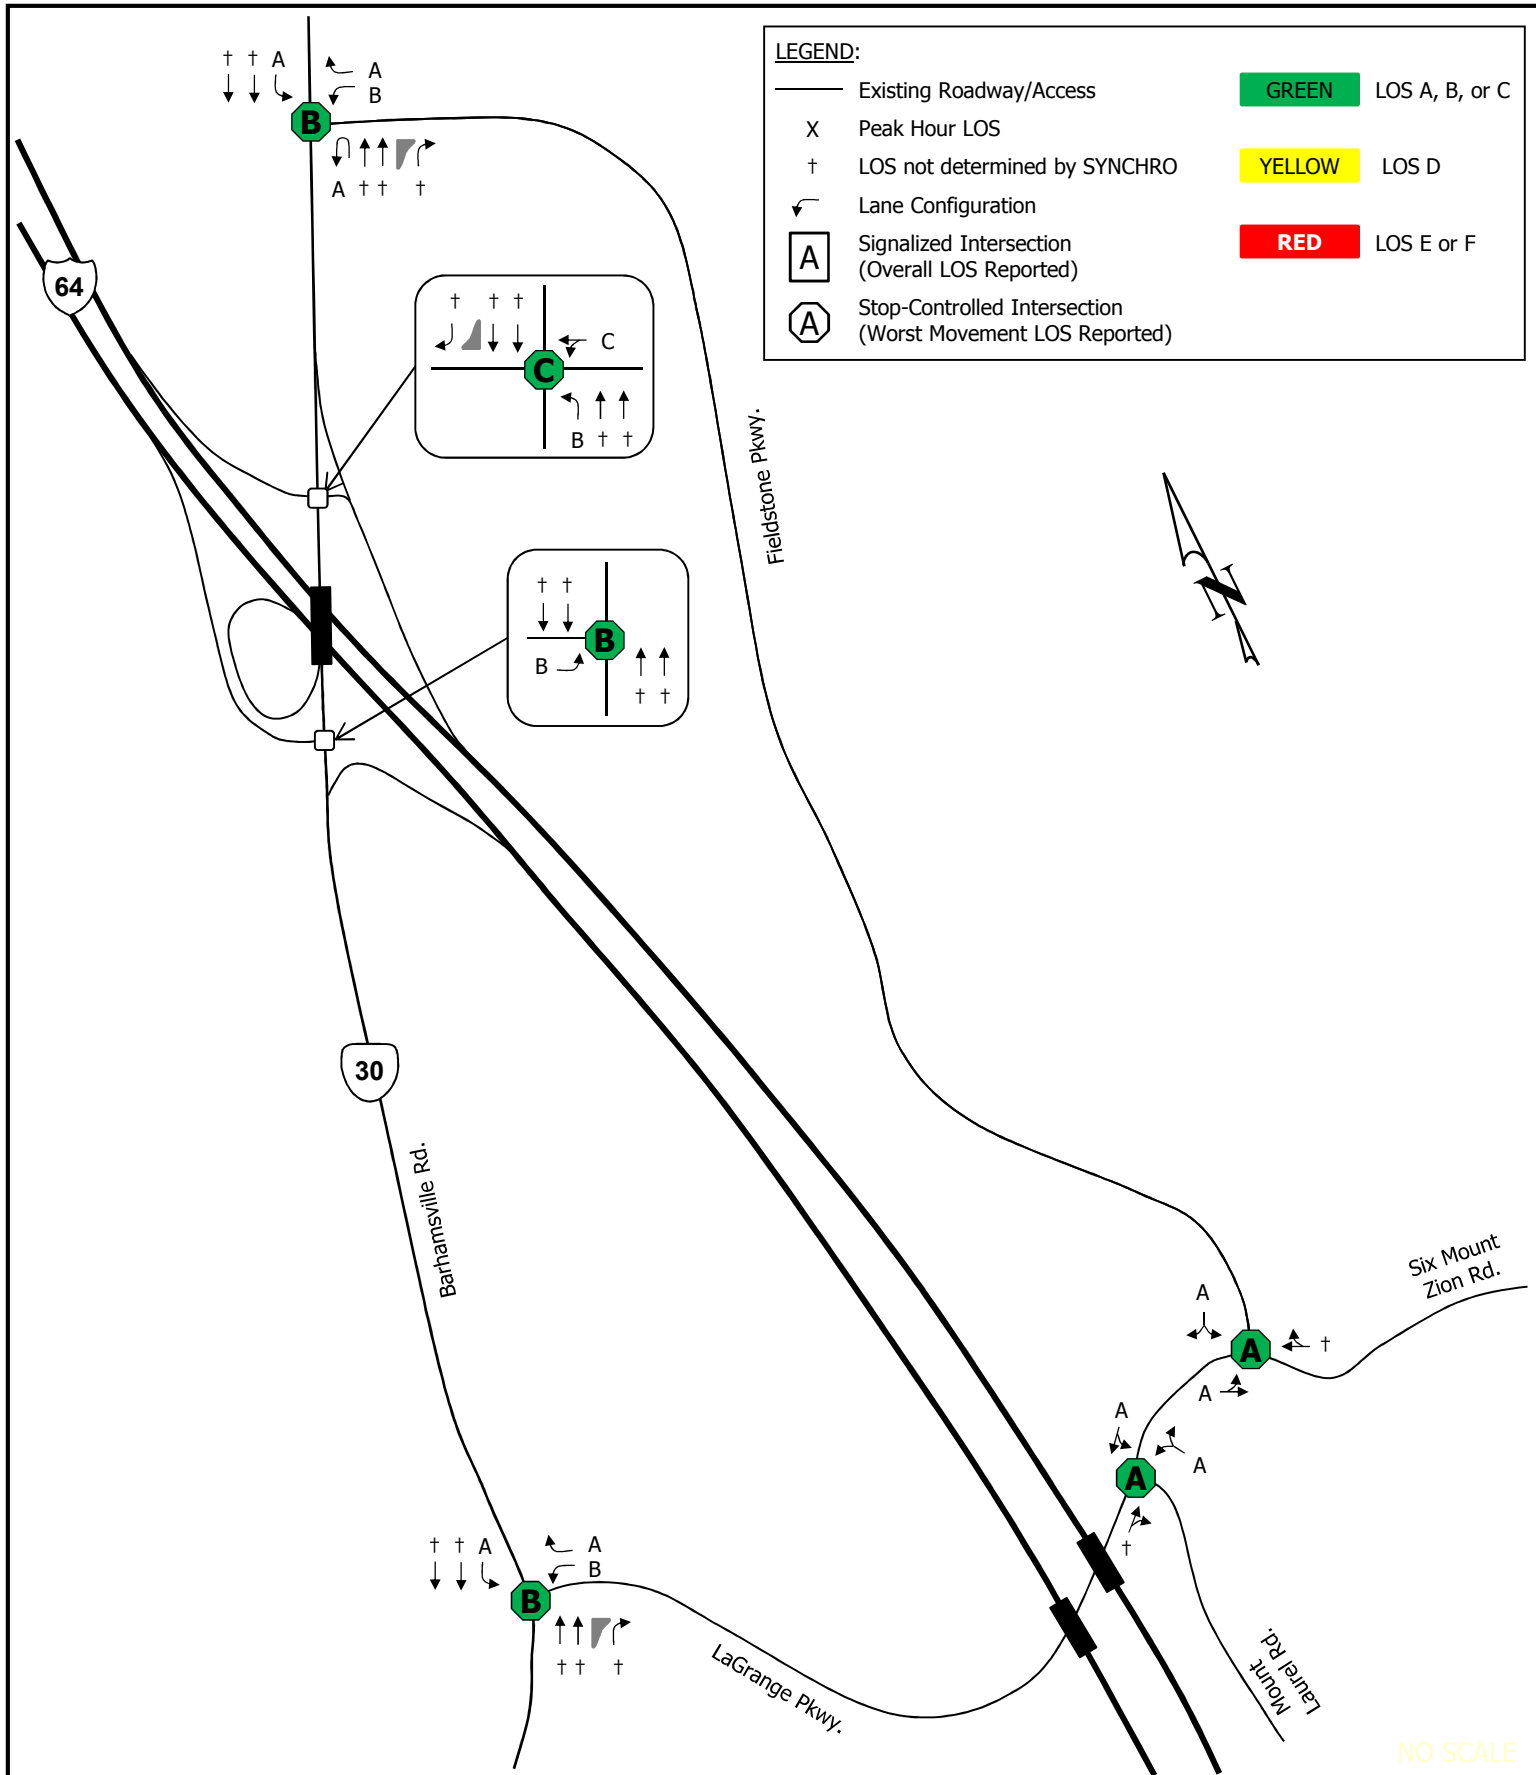 † † A
A
B
B
A † † †
LEGEND:
Existing Roadway/Access
X Peak Hour LOS
† LOS not determined by SYNCHRO
Lane Configuration
A Signalized Intersection
(Overall LOS Reported)
A Stop-Controlled Intersection
(Worst Movement LOS Reported)
GREEN LOS A, B, or C
YELLOW LOS D
RED LOS E or F
64
† † †
C
C
B † †
Fieldstone Pkwy.
† †
B
B
† †
N
30
Barhamsville Rd.
Six Mount
Zion Rd.
A
A
†
A
A
A
A
†
† † A
A
B
B
† † †
LaGrange Pkwy.
Mount
Laurel Rd.
NO SCALE